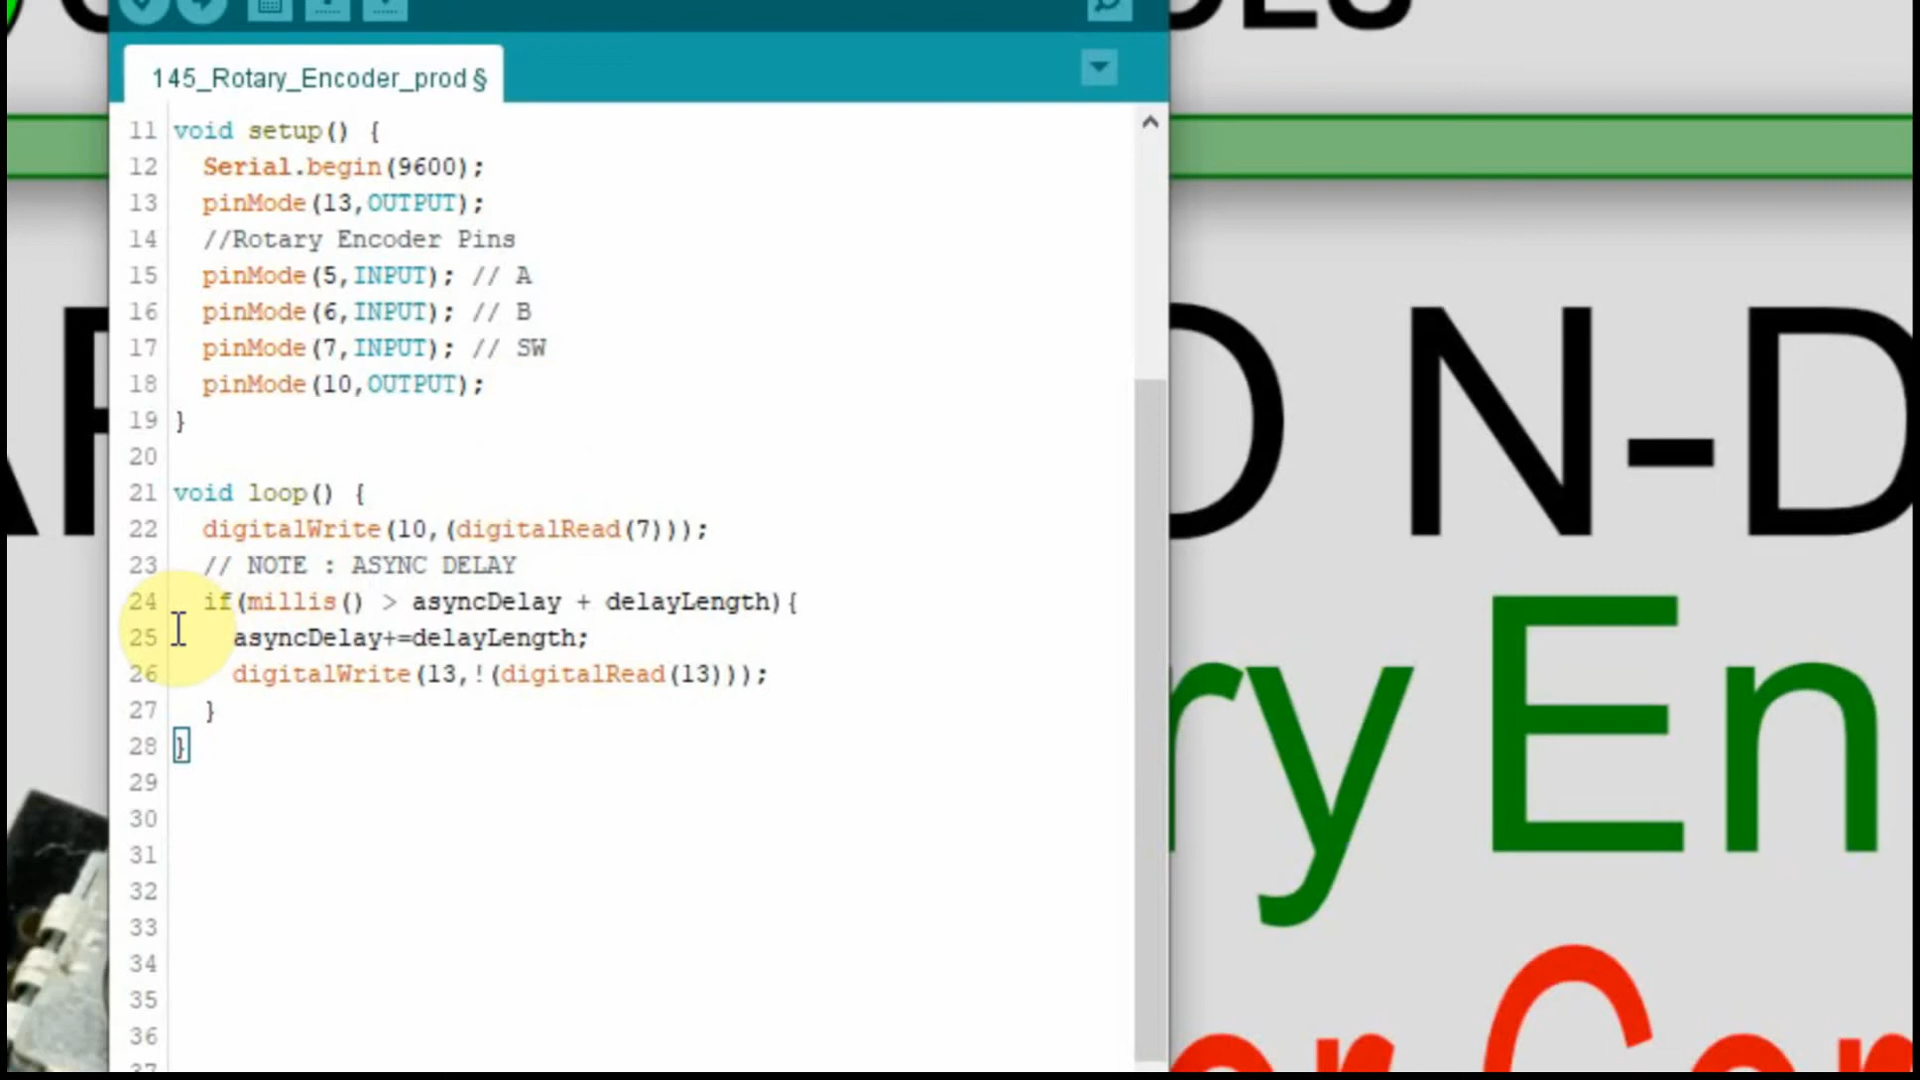 145_Rotary_Encoder_prod §
11 void setup() {
12 Serial.begin(9600);
13 pinMode(13,OUTPUT);
14 //Rotary Encoder Pins
15 pinMode(5,INPUT); // A
16 pinMode(6,INPUT); // B
17 pinMode(7,INPUT); // SW
18 pinMode(10,OUTPUT);
19 }
20
21 void loop() {
22 digitalWrite(10,(digitalRead(7)));
23 // NOTE : ASYNC DELAY
24 if(millis() > asyncDelay + delayLength){
25 asyncDelay+=delayLength;
26 digitalWrite(13,!(digitalRead(13)));
27 }
28 }
29
30
31
32
33
34
35
36
37
N-D
ry En